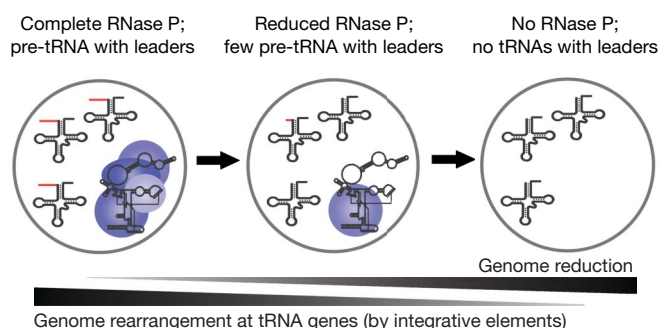 Complete RNase P;
pre-tRNA with leaders
Reduced RNase P;
few pre-tRNA with leaders
No RNase P;
no tRNAs with leaders
Genome reduction
Genome rearrangement at tRNA genes (by integrative elements)